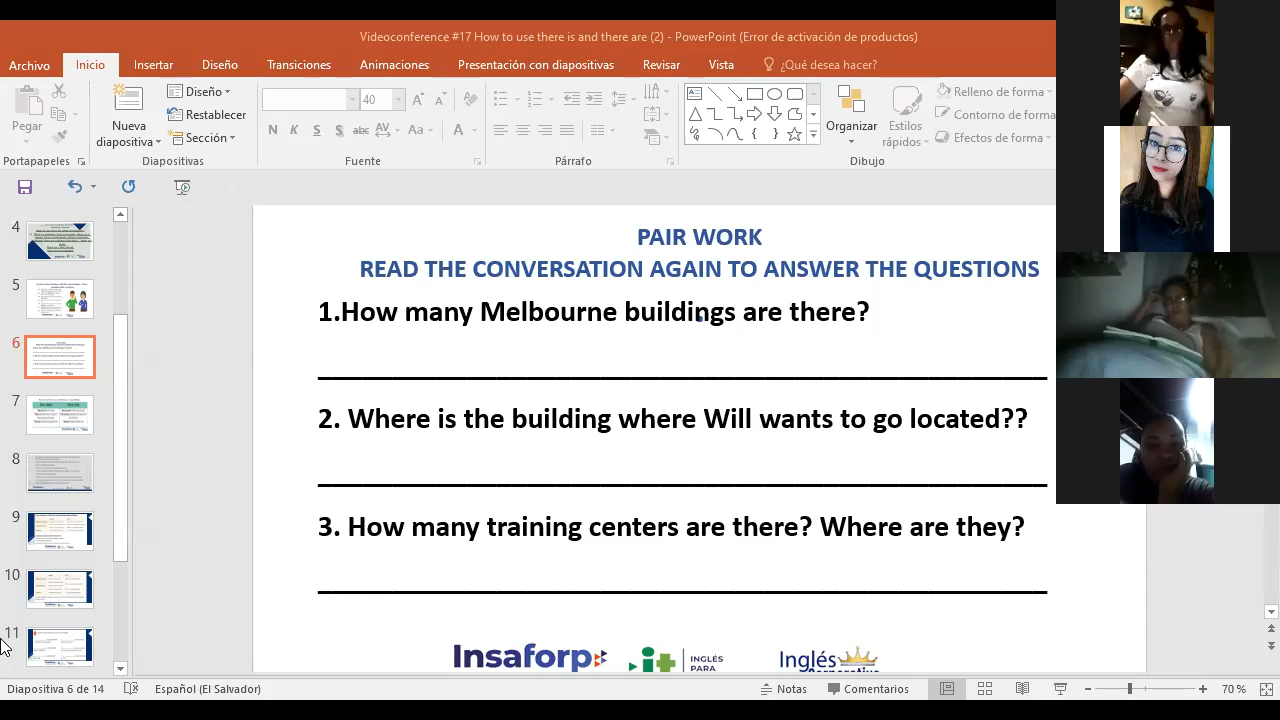 Videoconference #17 How to use there is and there are (2) - PowerPoint (Error de activación de productos)
Archivo Inicio Insertar Diseño Transiciones Animaciones Presentación con diapositivas Revisar Vista ¿Qué desea hacer?
Pegar
Nueva diapositiva
Diseño
Restablecer
Sección
40
N K S S abc AV Aa A
Organizar
Estilos rápidos
Relleno de forma
Contorno de forma
Efectos de forma
Portapapeles Diapositivas Fuente Párrafo Dibujo
4
5
6
7
8
9
10
11
PAIR WORK
READ THE CONVERSATION AGAIN TO ANSWER THE QUESTIONS
1.How many Melbourne buildings are there?
2. Where is the building where Will wants to go located??
3. How many training centers are there? Where are they?
Insaforp
it INGLÉS PARA
Inglés
Diapositiva 6 de 14 Español (El Salvador) Notas Comentarios 70 %